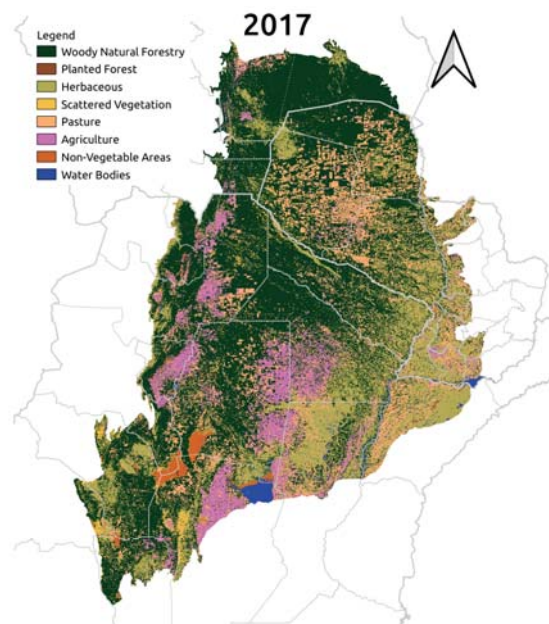 2017
Legend
Woody Natural Forestry
Planted Forest
Herbaceous
Scattered Vegetation
Pasture
Agriculture
Non-Vegetable Areas
Water Bodies